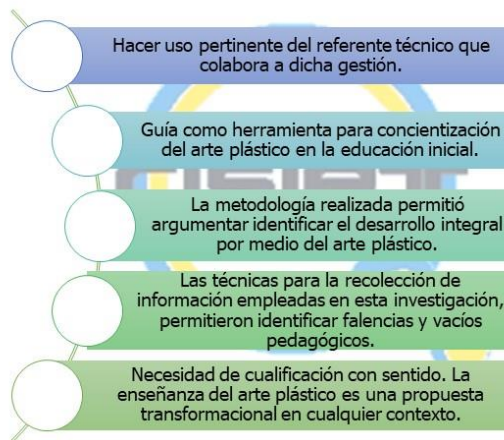 Hacer uso pertinente del referente técnico que
colabora a dicha gestión.
Guía como herramienta para concientización
del arte plástico en la educación inicial.
La metodología realizada permitió
argumentar identificar el desarrollo integral
por medio del arte plástico.
Las técnicas para la recolección de
información empleadas en esta investigación,
permitieron identificar falencias y vacíos
pedagógicos.
Necesidad de cualificación con sentido. La
enseñanza del arte plástico es una propuesta
transformacional en cualquier contexto.